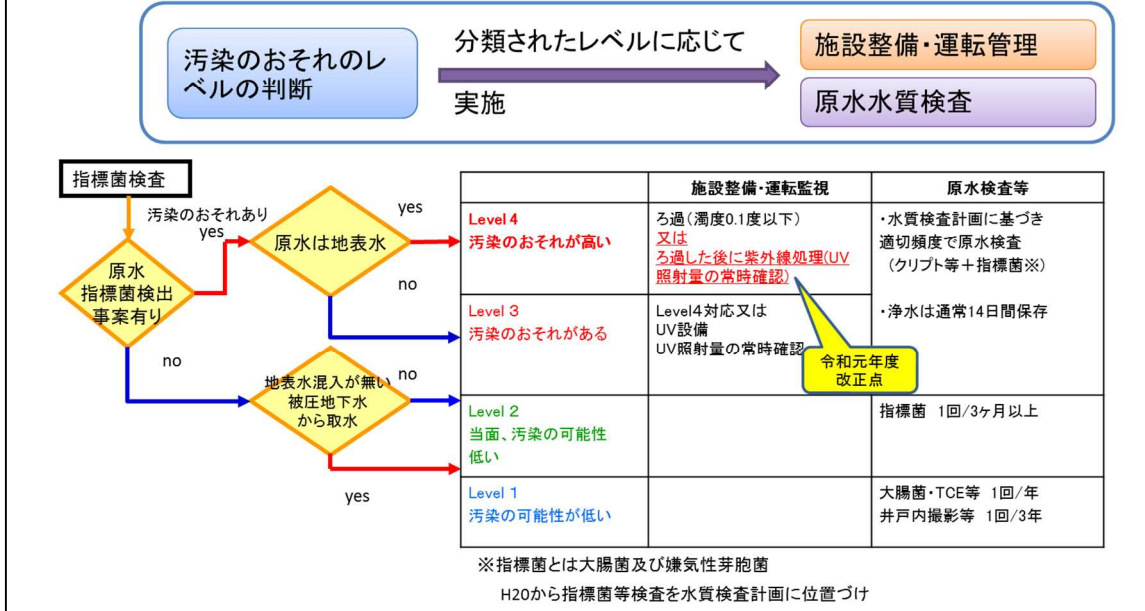 汚染のおそれのレ
ベルの判断
分類されたレベルに応じて
実施
施設整備・運転管理
原水水質検査
指標菌検査
汚染のおそれあり
yes
原水
指標菌検出
事案有り
no
原水は地表水
yes
no
地表水混入が無い
被圧地下水
から取水
no
yes
施設整備・運転監視
原水検査等
Level 4
汚染のおそれが高い
ろ過(濁度0.1度以下)
又は
ろ過した後に紫外線処理(UV
照射量の常時確認)
・水質検査計画に基づき
適切頻度で原水検査
(クリプト等+指標菌※)
・浄水は通常14日間保存
Level 3
汚染のおそれがある
Level4対応又は
UV設備
UV照射量の常時確認
令和元年度
改正点
Level 2
当面、汚染の可能性
低い
指標菌 1回/3ヶ月以上
Level 1
汚染の可能性が低い
大腸菌・TCE等 1回/年
井戸内撮影等 1回/3年
※指標菌とは大腸菌及び嫌気性芽胞菌
H20から指標菌等検査を水質検査計画に位置づけ